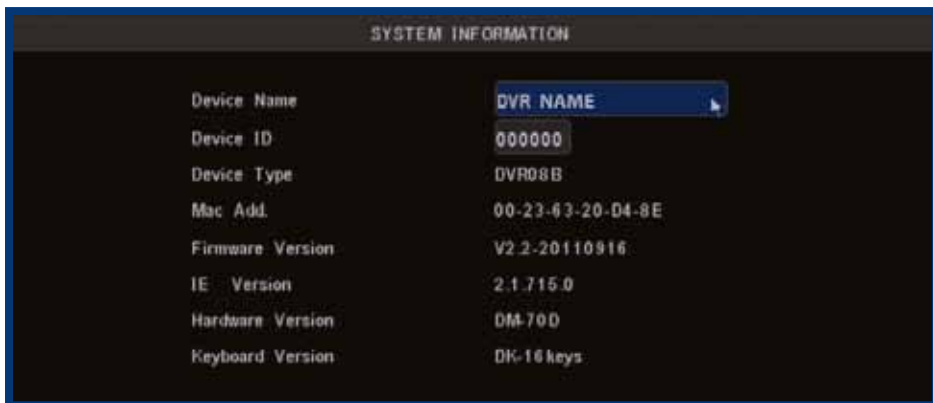 SYSTEM INFORMATION
Device Name DVR NAME
Device ID 000000
Device Type DVR08B
Mac Add. 00-23-63-20-D4-8E
Firmware Version V2.2-20110916
IE Version 2.1.715.0
Hardware Version DM-70D
Keyboard Version DK-16keys